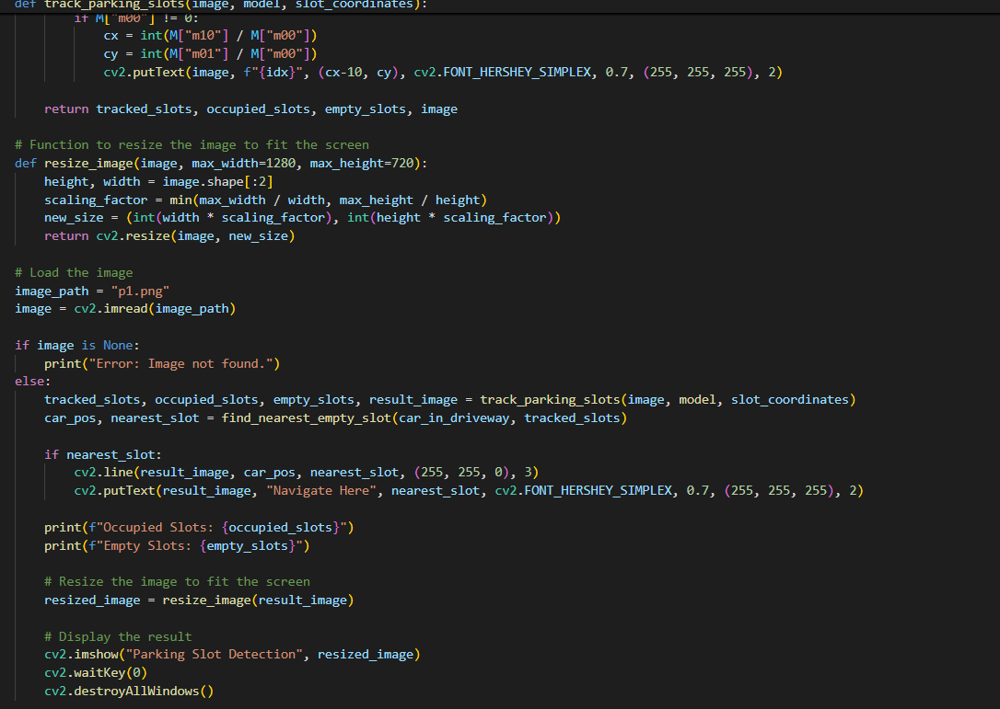 def track_parking_slots(image, model, slot_coordinates):
        if M["m00"] != 0:
            cx = int(M["m10"] / M["m00"])
            cy = int(M["m01"] / M["m00"])
            cv2.putText(image, f"{idx}", (cx-10, cy), cv2.FONT_HERSHEY_SIMPLEX, 0.7, (255, 255, 255), 2)

    return tracked_slots, occupied_slots, empty_slots, image

# Function to resize the image to fit the screen
def resize_image(image, max_width=1280, max_height=720):
    height, width = image.shape[:2]
    scaling_factor = min(max_width / width, max_height / height)
    new_size = (int(width * scaling_factor), int(height * scaling_factor))
    return cv2.resize(image, new_size)

# Load the image
image_path = "p1.png"
image = cv2.imread(image_path)

if image is None:
    print("Error: Image not found.")
else:
    tracked_slots, occupied_slots, empty_slots, result_image = track_parking_slots(image, model, slot_coordinates)
    car_pos, nearest_slot = find_nearest_empty_slot(car_in_driveway, tracked_slots)

    if nearest_slot:
        cv2.line(result_image, car_pos, nearest_slot, (255, 255, 0), 3)
        cv2.putText(result_image, "Navigate Here", nearest_slot, cv2.FONT_HERSHEY_SIMPLEX, 0.7, (255, 255, 255), 2)

    print(f"Occupied Slots: {occupied_slots}")
    print(f"Empty Slots: {empty_slots}")

    # Resize the image to fit the screen
    resized_image = resize_image(result_image)

    # Display the result
    cv2.imshow("Parking Slot Detection", resized_image)
    cv2.waitKey(0)
    cv2.destroyAllWindows()